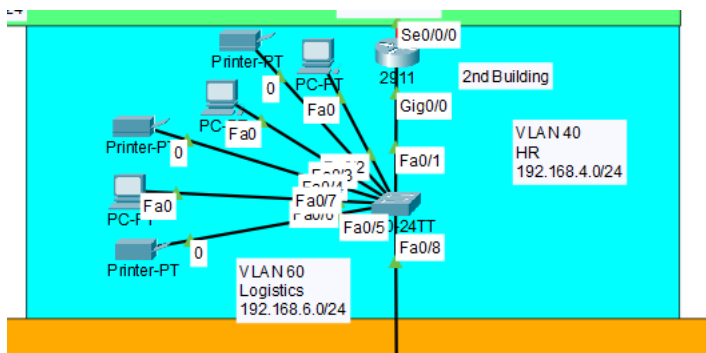 Se0/0/0
Printer-PT
PC-PT
2911
2nd Building
0
Fa0
Gig0/0
Fa0
Printer-PT
0
VLAN 40
HR
192.168.4.0/24
Fa0/1
Fa0/7
Fa0
Fa0/5
24TT
Fa0/8
0
Printer-PT
VLAN 60
Logistics
192.168.6.0/24